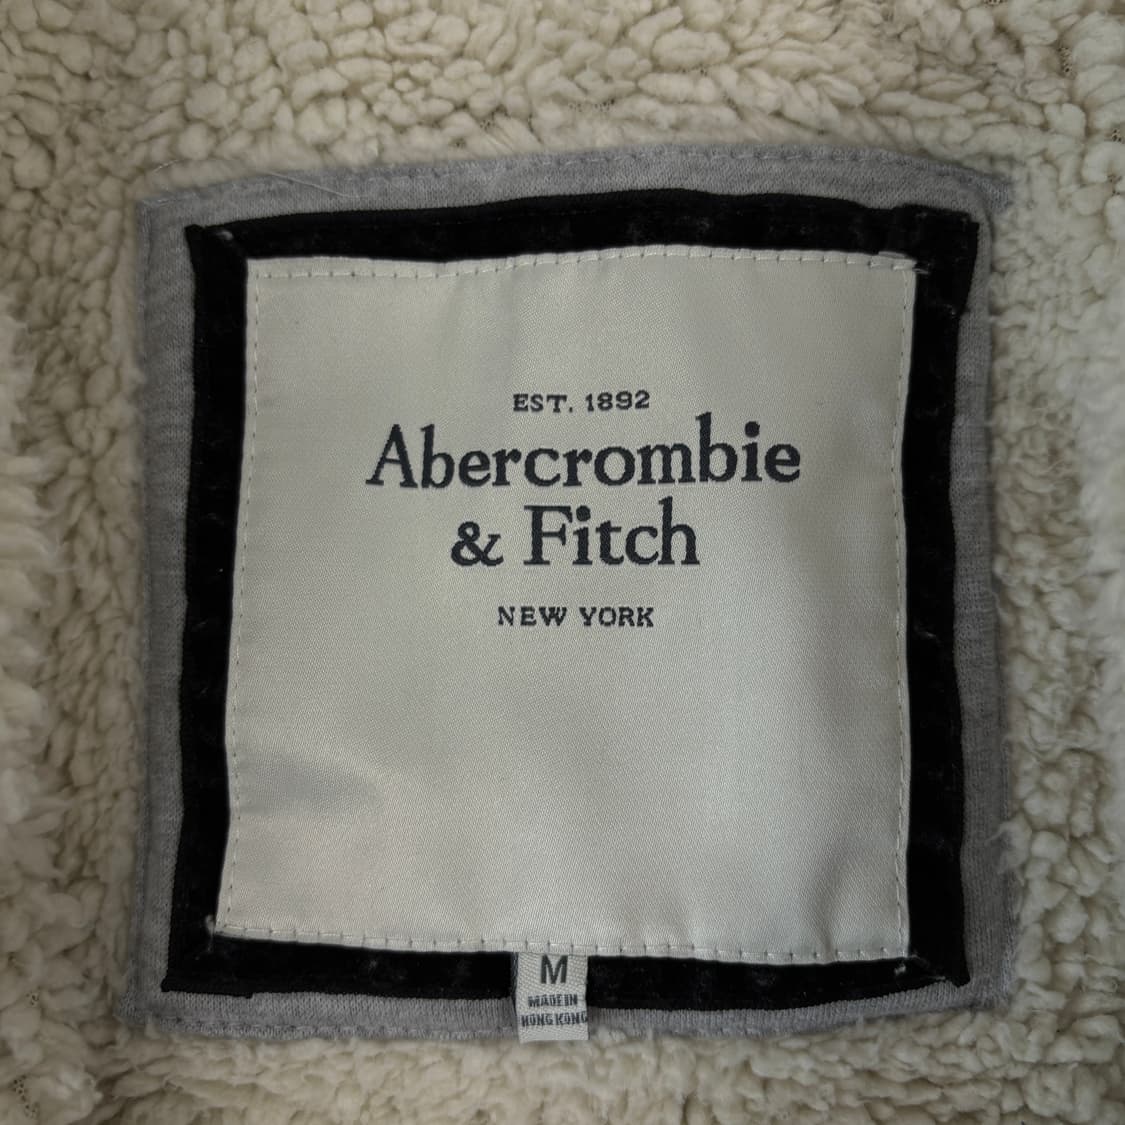 EST. 1892
Abercrombie
& Fitch
NEW YORK
M
MADE IN
HONG KONG